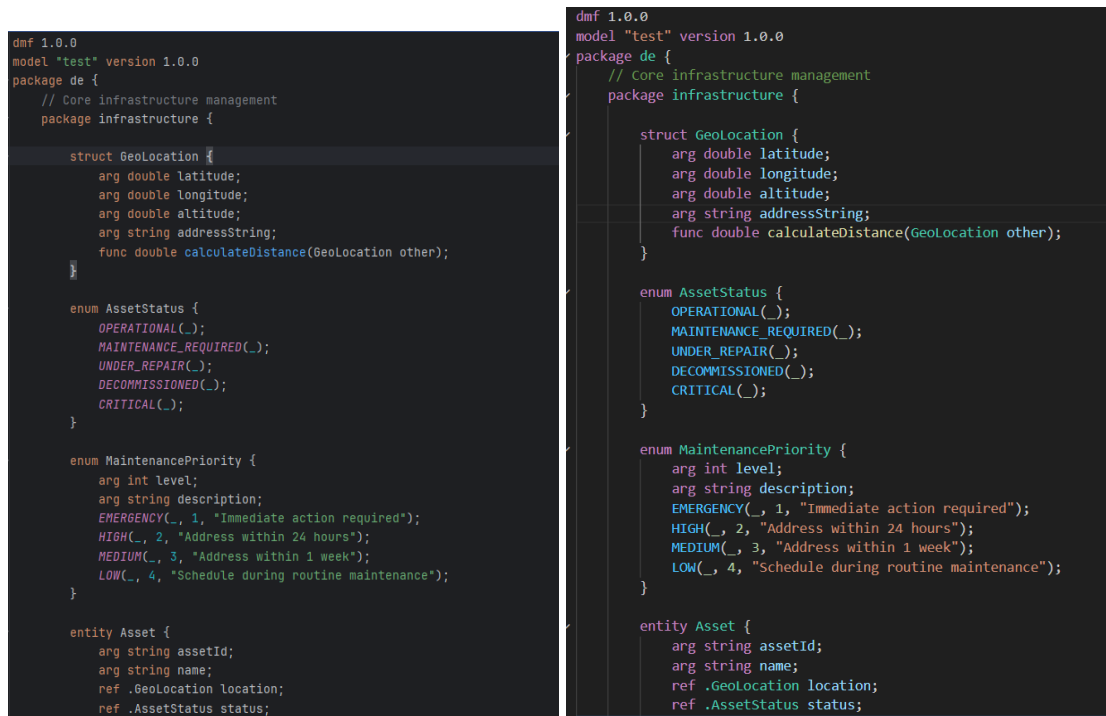 dmf 1.0.0
model "test" version 1.0.0
package de {
// Core infrastructure management
package infrastructure {
struct GeoLocation {
arg double latitude;
arg double longitude;
arg double altitude;
arg string addressString;
func double calculateDistance(GeoLocation other);
}
enum AssetStatus {
OPERATIONAL(_);
MAINTENANCE_REQUIRED(_);
UNDER_REPAIR(_);
DECOMMISSIONED(_);
CRITICAL(_);
}
enum MaintenancePriority {
arg int level;
arg string description;
EMERGENCY(_, 1, "Immediate action required");
HIGH(_, 2, "Address within 24 hours");
MEDIUM(_, 3, "Address within 1 week");
LOW(_, 4, "Schedule during routine maintenance");
}
entity Asset {
arg string assetId;
arg string name;
ref .GeoLocation location;
ref .AssetStatus status;
dmf 1.0.0
model "test" version 1.0.0
package de {
// Core infrastructure management
package infrastructure {
struct GeoLocation {
arg double latitude;
arg double longitude;
arg double altitude;
arg string addressString;
func double calculateDistance(GeoLocation other);
}
enum AssetStatus {
OPERATIONAL(_);
MAINTENANCE_REQUIRED(_);
UNDER_REPAIR(_);
DECOMMISSIONED(_);
CRITICAL(_);
}
enum MaintenancePriority {
arg int level;
arg string description;
EMERGENCY(_, 1, "Immediate action required");
HIGH(_, 2, "Address within 24 hours");
MEDIUM(_, 3, "Address within 1 week");
LOW(_, 4, "Schedule during routine maintenance");
}
entity Asset {
arg string assetId;
arg string name;
ref .GeoLocation location;
ref .AssetStatus status;